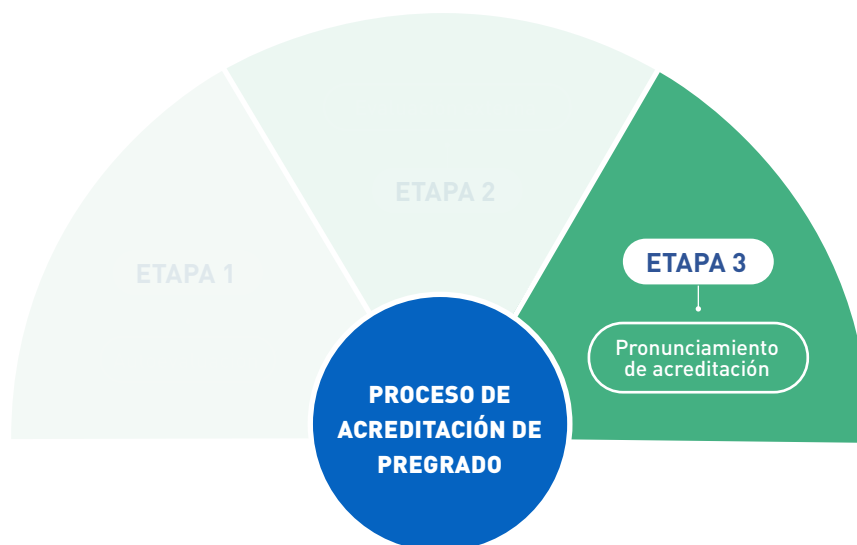 ETAPA 1
ETAPA 2
ETAPA 3
Pronunciamiento
de acreditación
PROCESO DE
ACREDITACIÓN DE
PREGRADO